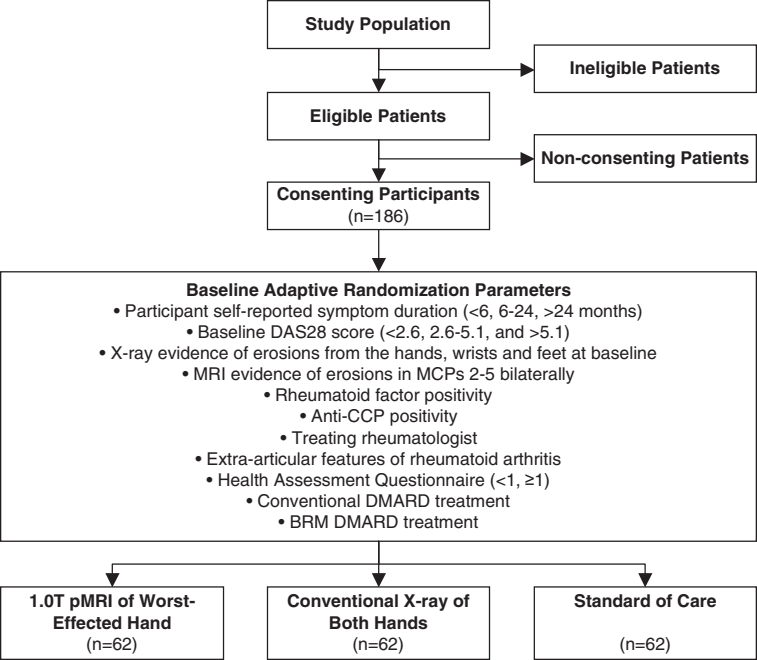 Study Population
Ineligible Patients
Eligible Patients
Non-consenting Patients
Consenting Participants
(n=186)
Baseline Adaptive Randomization Parameters
• Participant self-reported symptom duration (<6, 6-24, >24 months)
• Baseline DAS28 score (<2.6, 2.6-5.1, and >5.1)
• X-ray evidence of erosions from the hands, wrists and feet at baseline
• MRI evidence of erosions in MCPs 2-5 bilaterally
• Rheumatoid factor positivity
• Anti-CCP positivity
• Treating rheumatologist
• Extra-articular features of rheumatoid arthritis
• Health Assessment Questionnaire (<1, ≥1)
• Conventional DMARD treatment
• BRM DMARD treatment
1.0T pMRI of Worst-
Effected Hand
(n=62)
Conventional X-ray of
Both Hands
(n=62)
Standard of Care
(n=62)